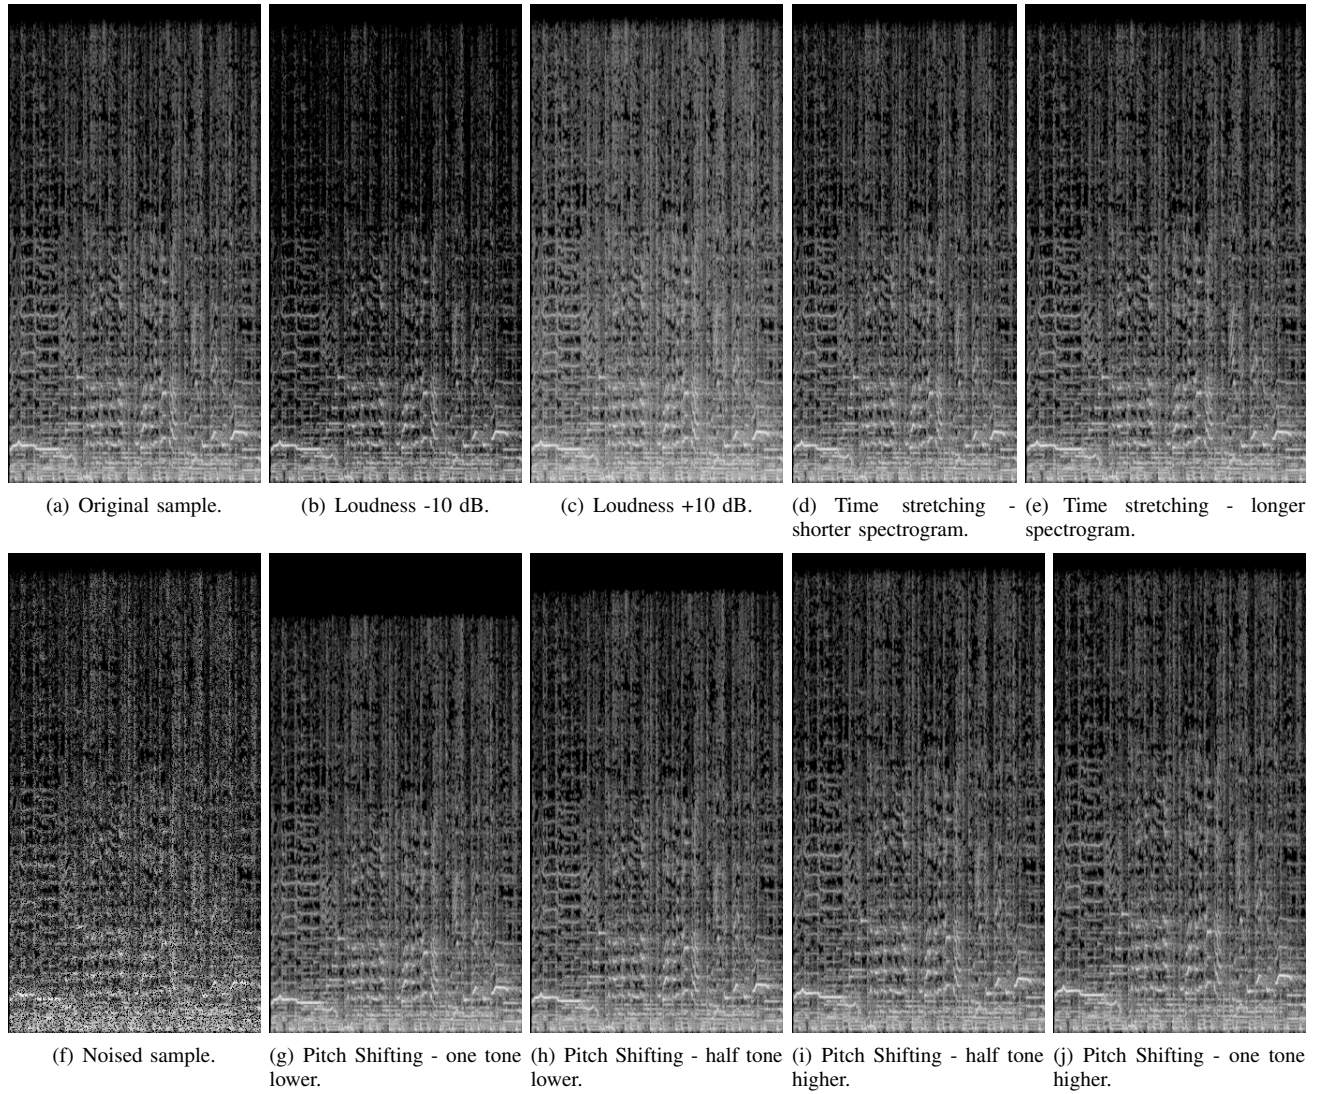 (a) Original sample.
(b) Loudness -10 dB.
(c) Loudness +10 dB.
(d) Time stretching -
shorter spectrogram.
(e) Time stretching - longer
spectrogram.
(f) Noised sample.
(g) Pitch Shifting - one tone
lower.
(h) Pitch Shifting - half tone
lower.
(i) Pitch Shifting - half tone
higher.
(j) Pitch Shifting - one tone
higher.